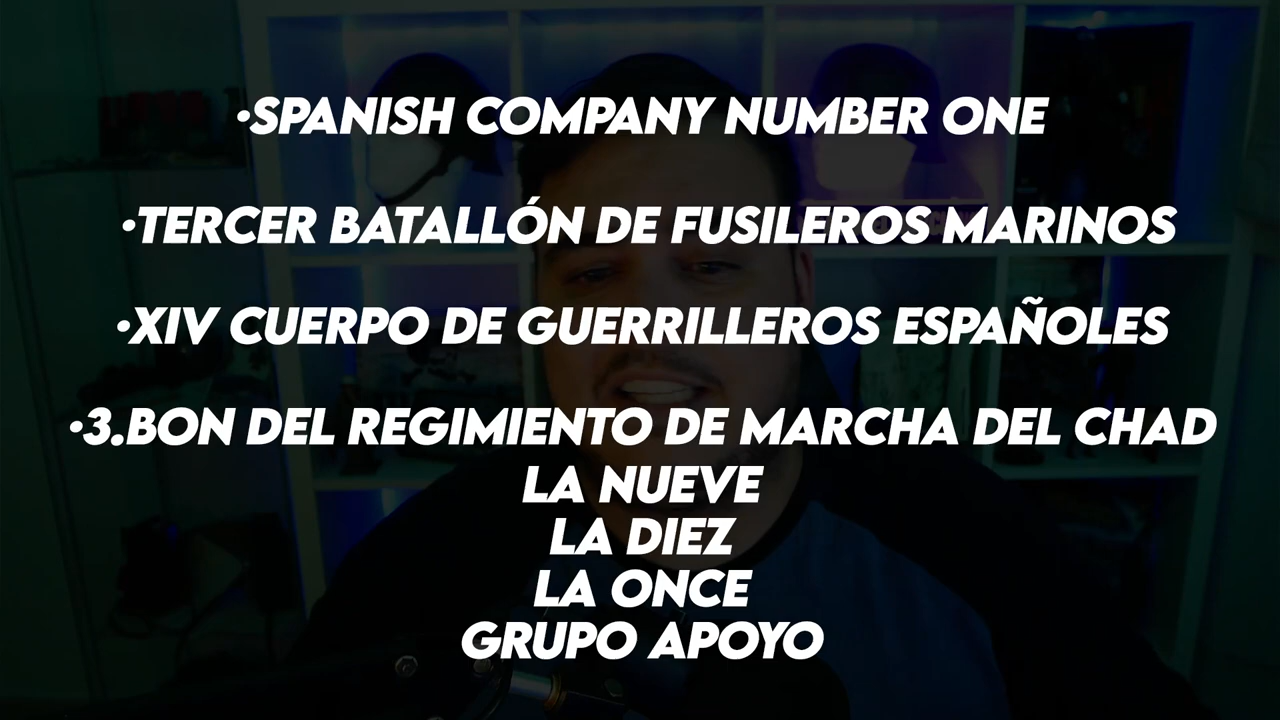 •SPANISH COMPANY NUMBER ONE
•TERCER BATALLÓN DE FUSILEROS MARINOS
•XIV CUERPO DE GUERRILLEROS ESPAÑOLES
•3.BON DEL REGIMIENTO DE MARCHA DEL CHAD
LA NUEVE
LA DIEZ
LA ONCE
GRUPO APOYO